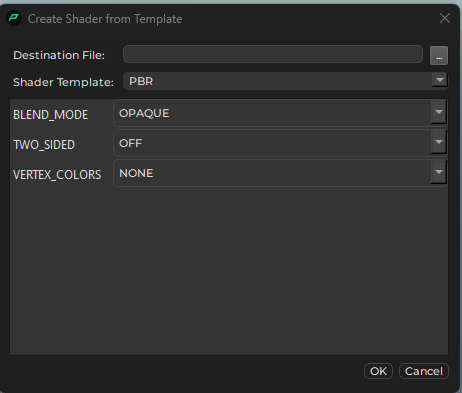 Create Shader from Template
Destination File:
...
Shader Template: PBR
BLEND_MODE OPAQUE
TWO_SIDED OFF
VERTEX_COLORS NONE
OK Cancel